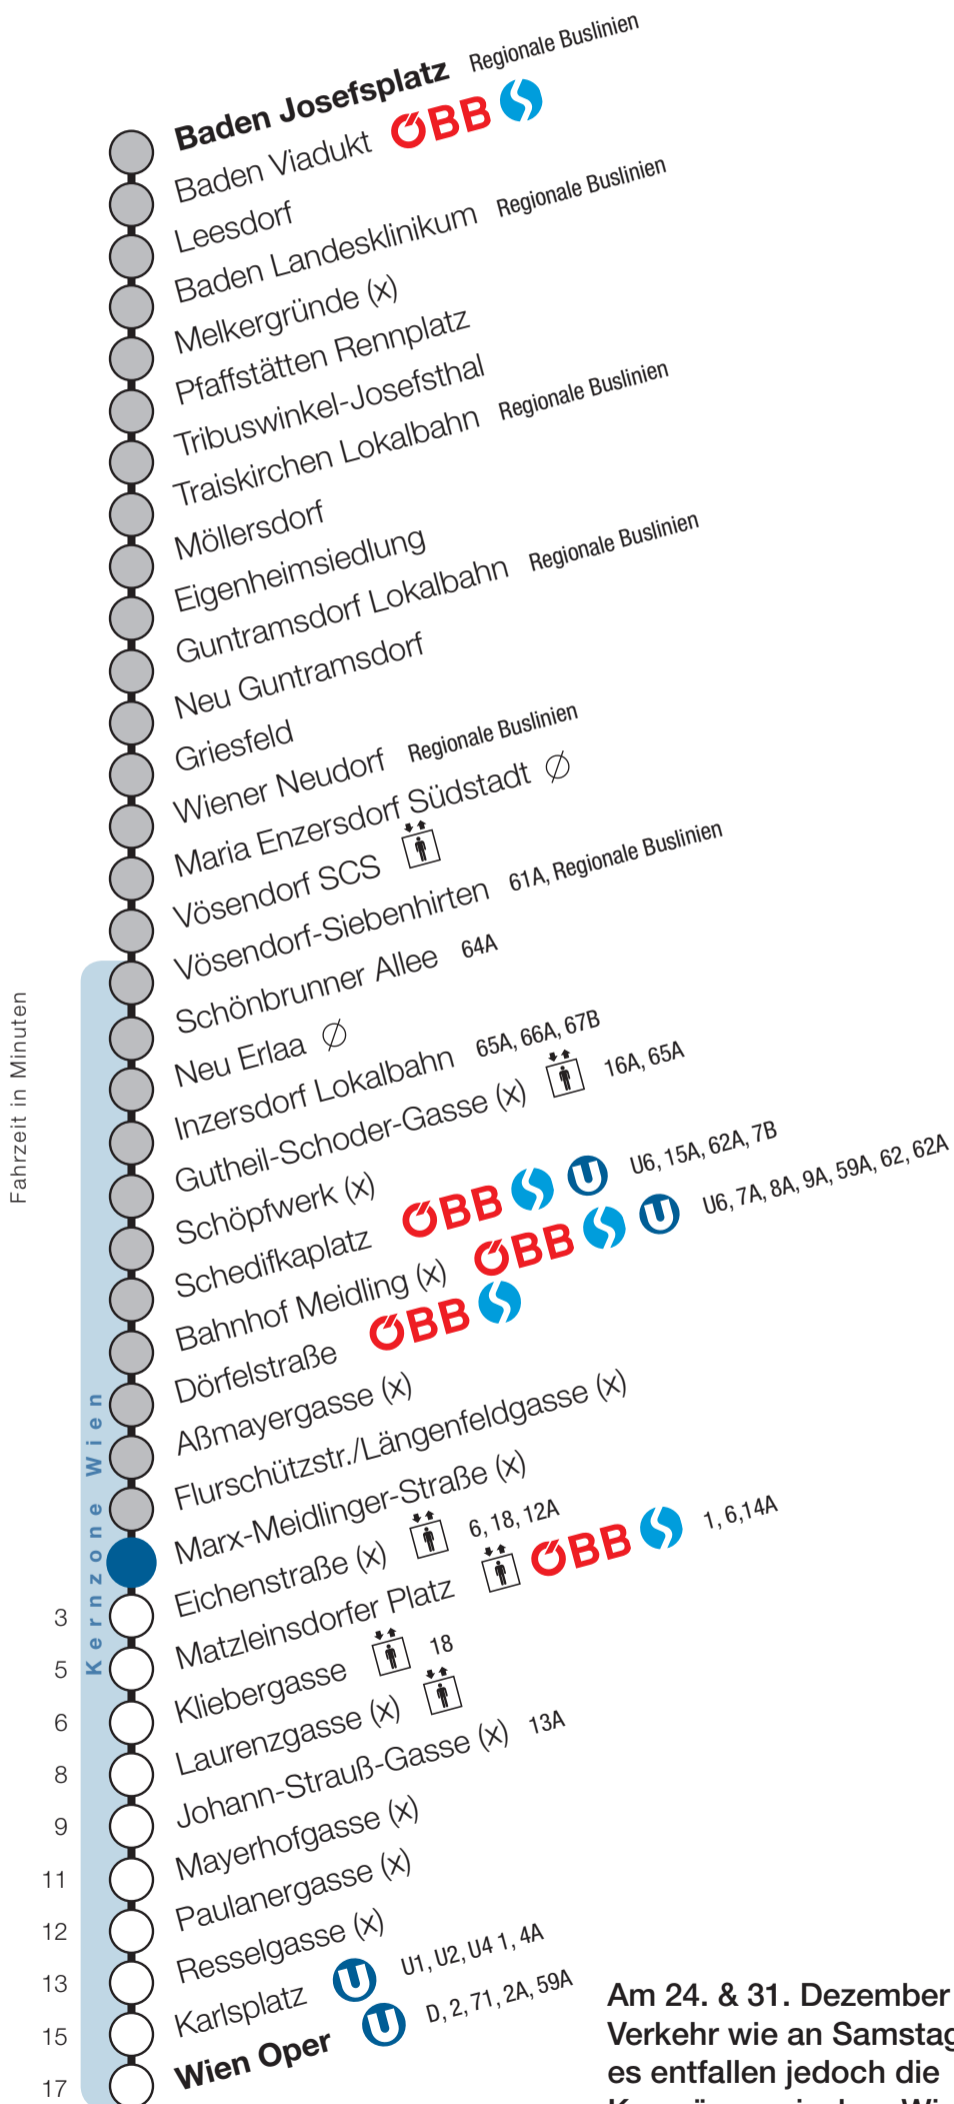 Baden Josefsplatz Regionale Buslinien
Baden Viadukt ÖBB
Leesdorf
Baden Landesklinikum Regionale Buslinien
Melkergründe (x)
Pfaffstätten Rennplatz
Tribuswinkel-Josefsthal
Traiskirchen Lokalbahn Regionale Buslinien
Möllersdorf
Eigenheimsiedlung
Guntramsdorf Lokalbahn Regionale Buslinien
Neu Guntramsdorf
Griesfeld
Wiener Neudorf Regionale Buslinien
Maria Enzersdorf Südstadt
Vösendorf SCS
Vösendorf-Siebenhirten 61A, Regionale Buslinien
Schönbrunner Allee 64A
Neu Erlaa
Inzersdorf Lokalbahn 65A, 66A, 67B
Gutheil-Schoder-Gasse (x) 16A, 65A
Schöpfwerk (x)
Schedifkaplatz ÖBB U U6, 15A, 62A, 7B
Bahnhof Meidling (x) ÖBB U U6, 7A, 8A, 9A, 59A, 62, 62A
Dörfelstraße ÖBB
Aßmayergasse (x)
Flurschützstr./Längenfeldgasse (x)
Marx-Meidlinger-Straße (x)
3 Eichenstraße (x) 6, 18, 12A
5 Matzleinsdorfer Platz ÖBB 1, 6,14A
6 Kliebergasse 18
8 Laurenzgasse (x)
9 Johann-Strauß-Gasse (x) 13A
11 Mayerhofgasse (x)
12 Paulanergasse (x)
13 Resselgasse (x)
15 Karlsplatz U U1, U2, U4 1, 4A
17 Wien Oper U D, 2, 71, 2A, 59A
Fahrzeit in Minuten
Kernzone Wien
Am 24. & 31. Dezember
Verkehr wie an Samstag
es entfallen jedoch die